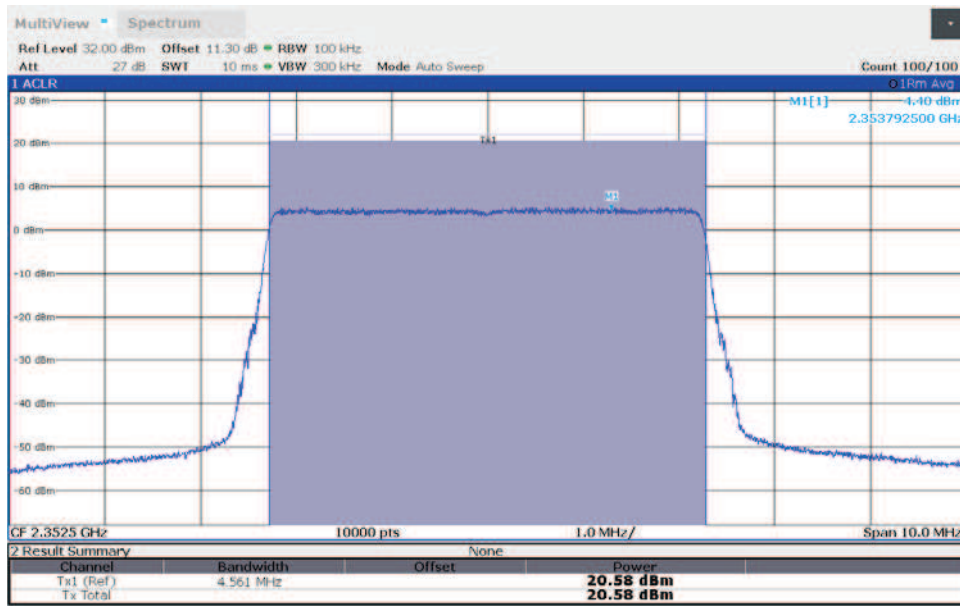 MultiView Spectrum
Ref Level 32.00 dBm Offset 11.30 dB RBW 100 kHz
Att 27 dB SWT 10 ms VBW 300 kHz Mode Auto Sweep Count 100/100
1 ACLR 1Rm Avg
30 dBm M1[1] 4.40 dBm
2.353792500 GHz
TX1
20 dBm
10 dBm
M1
0 dBm
-10 dBm
-20 dBm
-30 dBm
-40 dBm
-50 dBm
-60 dBm
CF 2.3525 GHz 10000 pts 1.0 MHz/ Span 10.0 MHz
2 Result Summary None
Channel Bandwidth Offset Power
Tx1 (Ref) 4.561 MHz 20.58 dBm
Tx Total 20.58 dBm